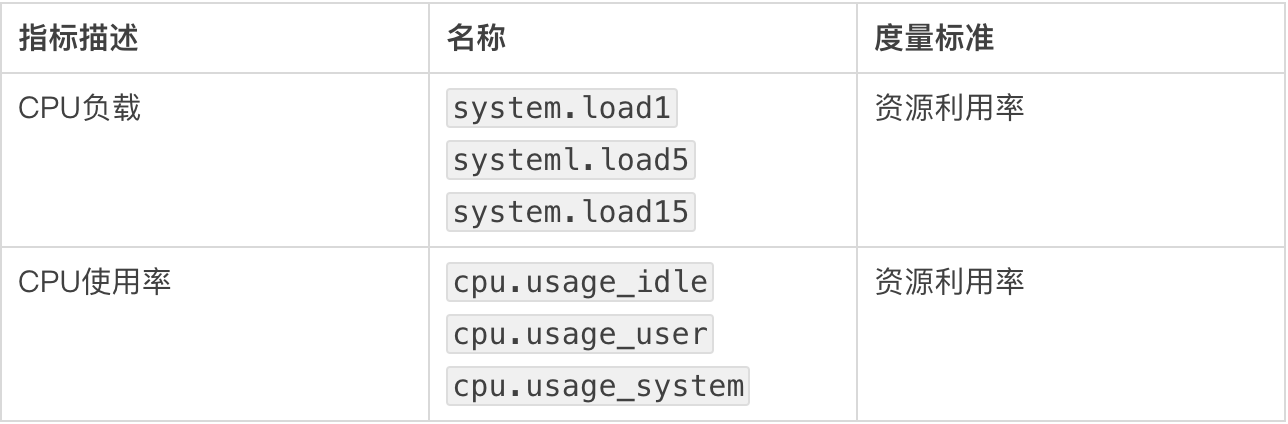 指标描述 名称 度量标准
CPU负载 system.load1 资源利用率
systeml.load5
system.load15
CPU使用率 cpu.usage_idle 资源利用率
cpu.usage_user
cpu.usage_system